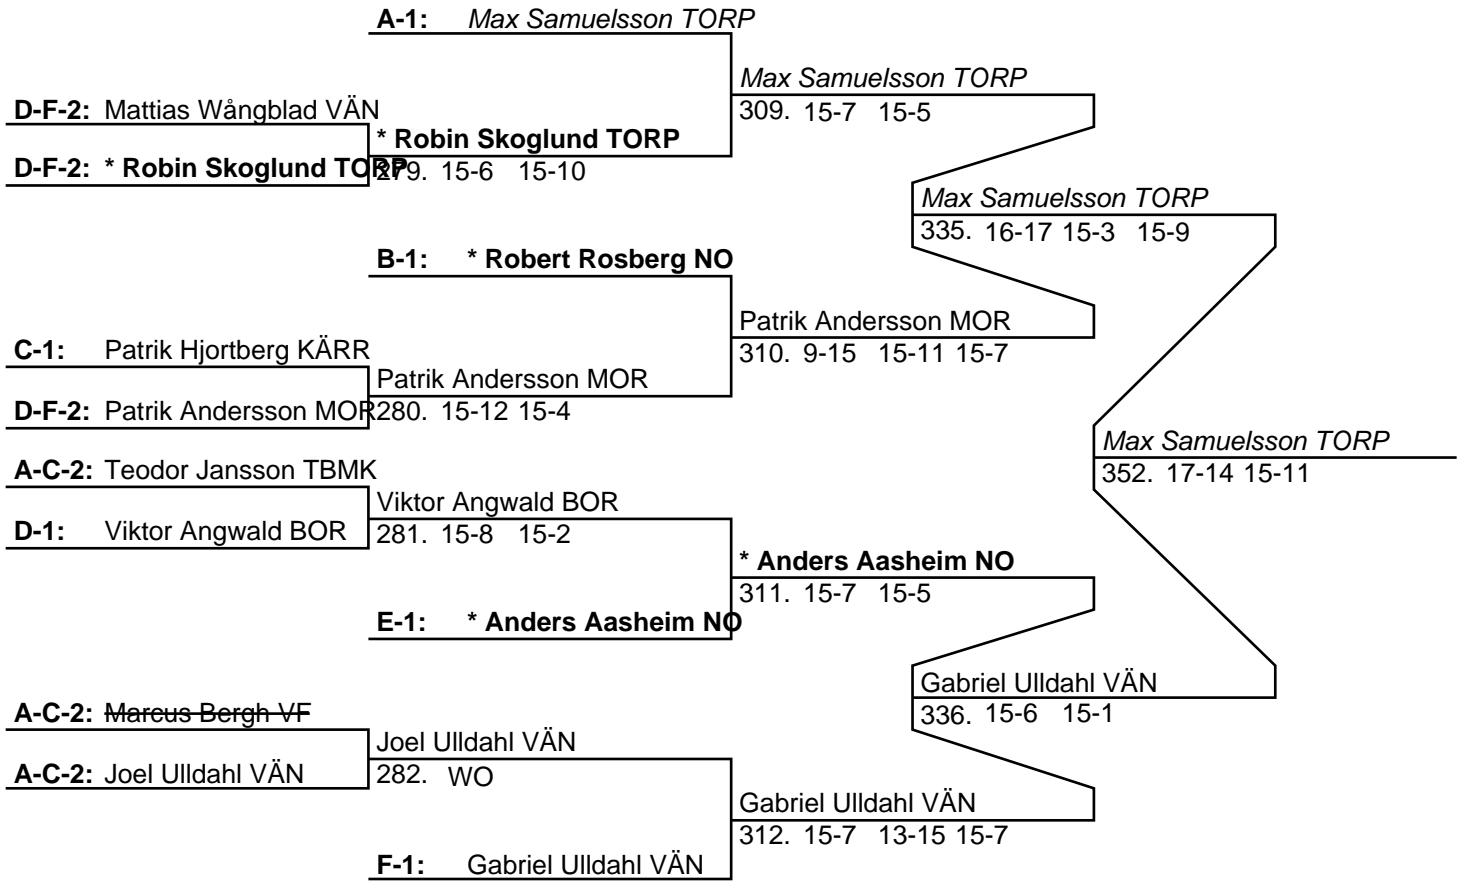 A-1: Max Samuelsson TORP
Max Samuelsson TORP
309. 15-7 15-5
D-F-2: Mattias Wångblad VÄN
* Robin Skoglund TORP
D-F-2: * Robin Skoglund TORP
279. 15-6 15-10
Max Samuelsson TORP
335. 16-17 15-3 15-9
B-1: * Robert Rosberg NO
Patrik Andersson MOR
310. 9-15 15-11 15-7
C-1: Patrik Hjortberg KÄRR
Patrik Andersson MOR
D-F-2: Patrik Andersson MOR
280. 15-12 15-4
Max Samuelsson TORP
352. 17-14 15-11
A-C-2: Teodor Jansson TBMK
Viktor Angwald BOR
D-1: Viktor Angwald BOR
281. 15-8 15-2
* Anders Aasheim NO
311. 15-7 15-5
E-1: * Anders Aasheim NO
Gabriel Ulldahl VÄN
336. 15-6 15-1
A-C-2: Marcus Bergh VF
Joel Ulldahl VÄN
A-C-2: Joel Ulldahl VÄN
282. WO
Gabriel Ulldahl VÄN
312. 15-7 13-15 15-7
F-1: Gabriel Ulldahl VÄN